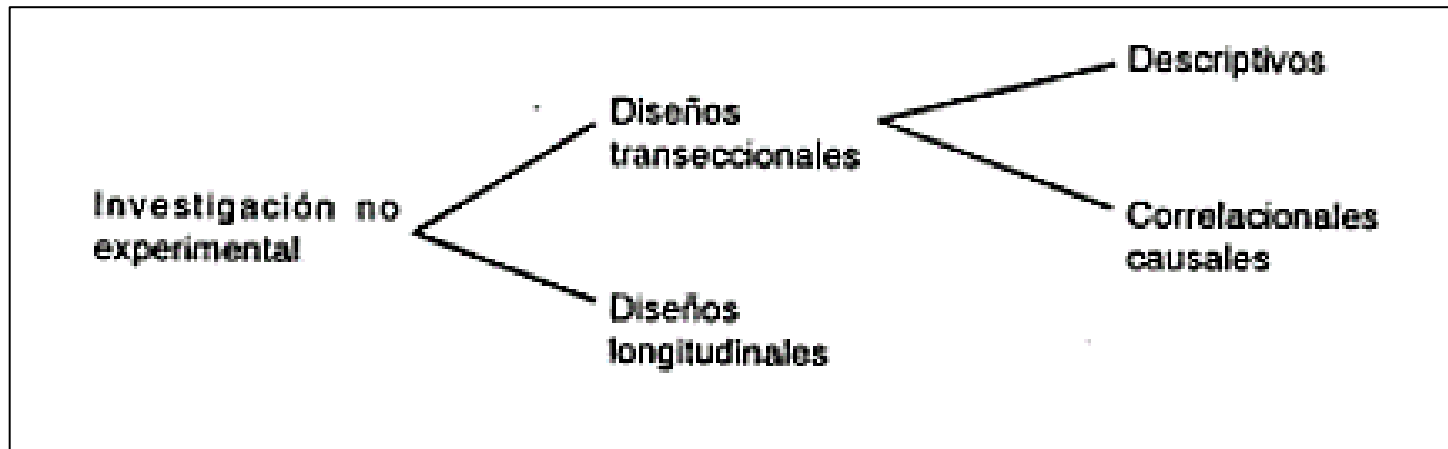 Investigación no
experimental
Diseños
transeccionales
Diseños
longitudinales
Descriptivos
Correlacionales
causales